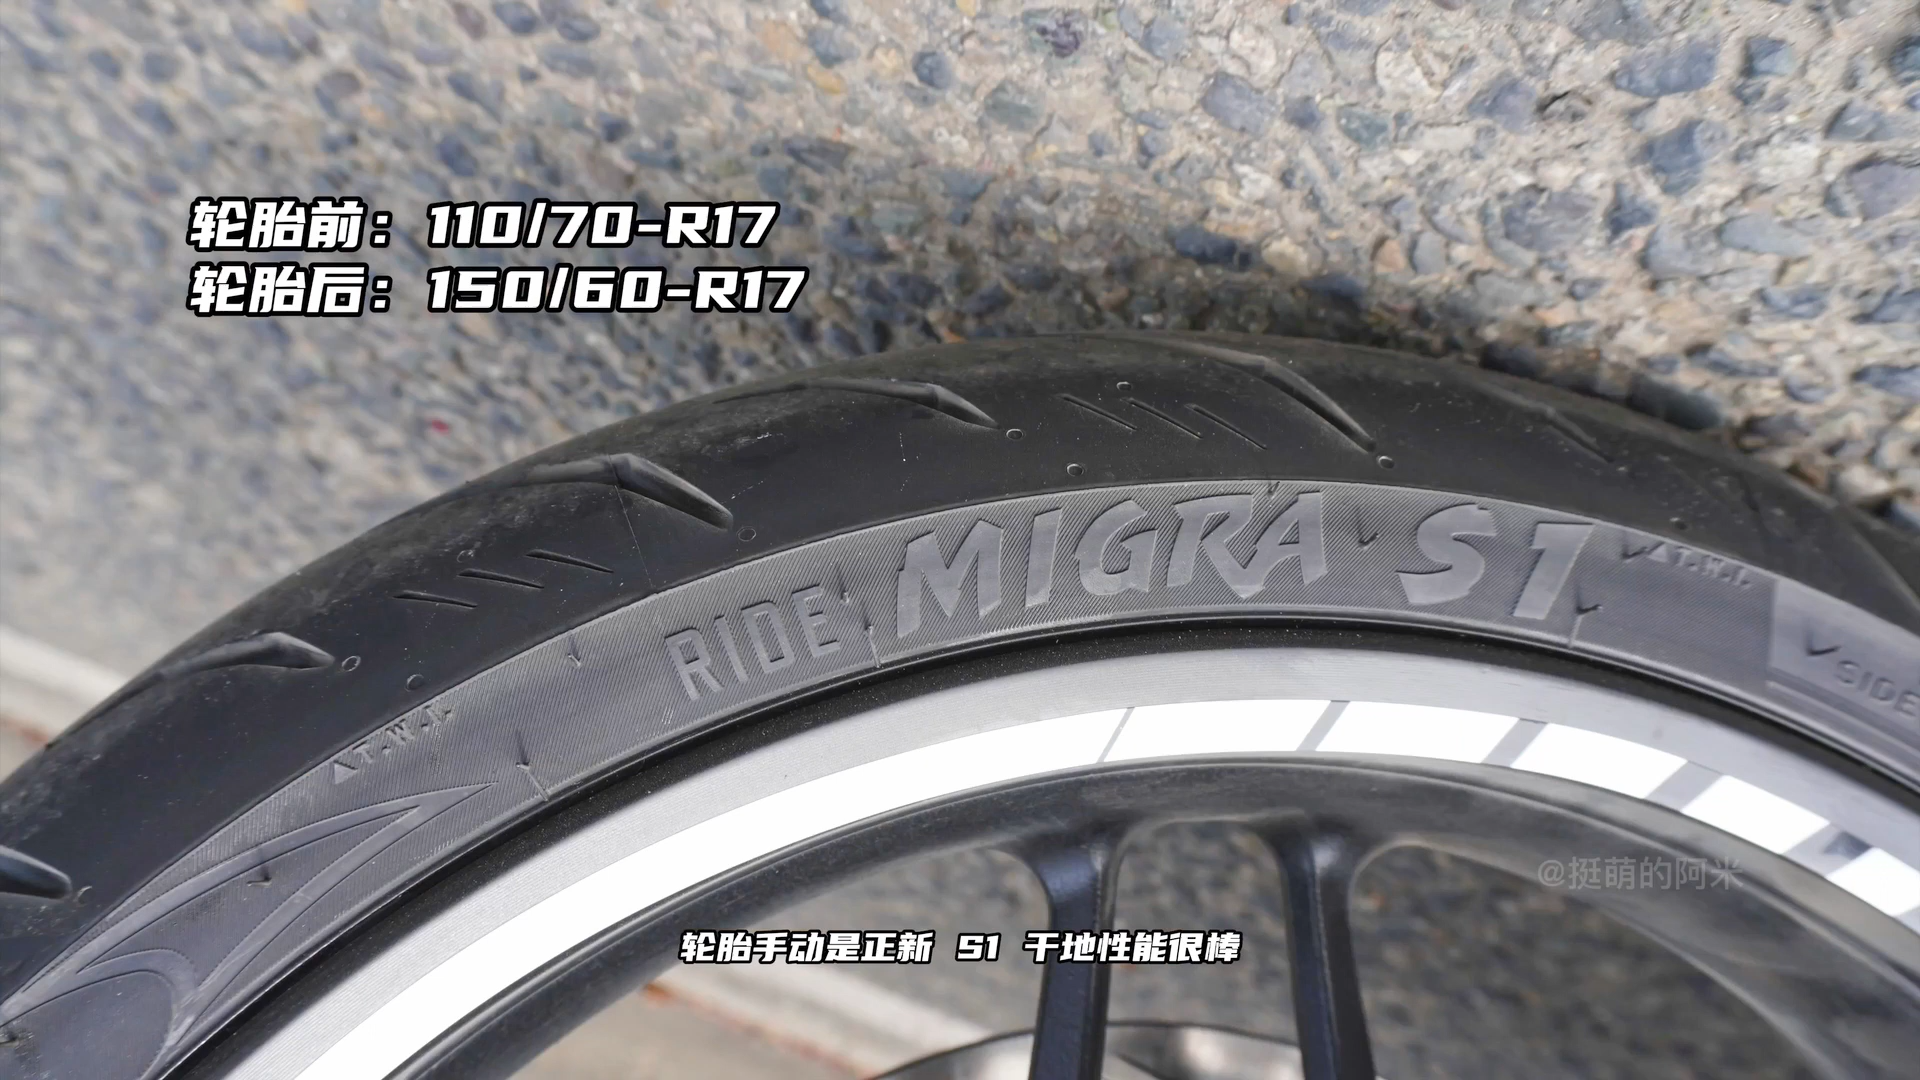 轮胎前：110/70-R17
轮胎后：150/60-R17
RIDE MIGRA S1
△T.W.I.
△T.W.I.
SIDE
@挺萌的阿米
轮胎手动是正新 S1 干地性能很棒